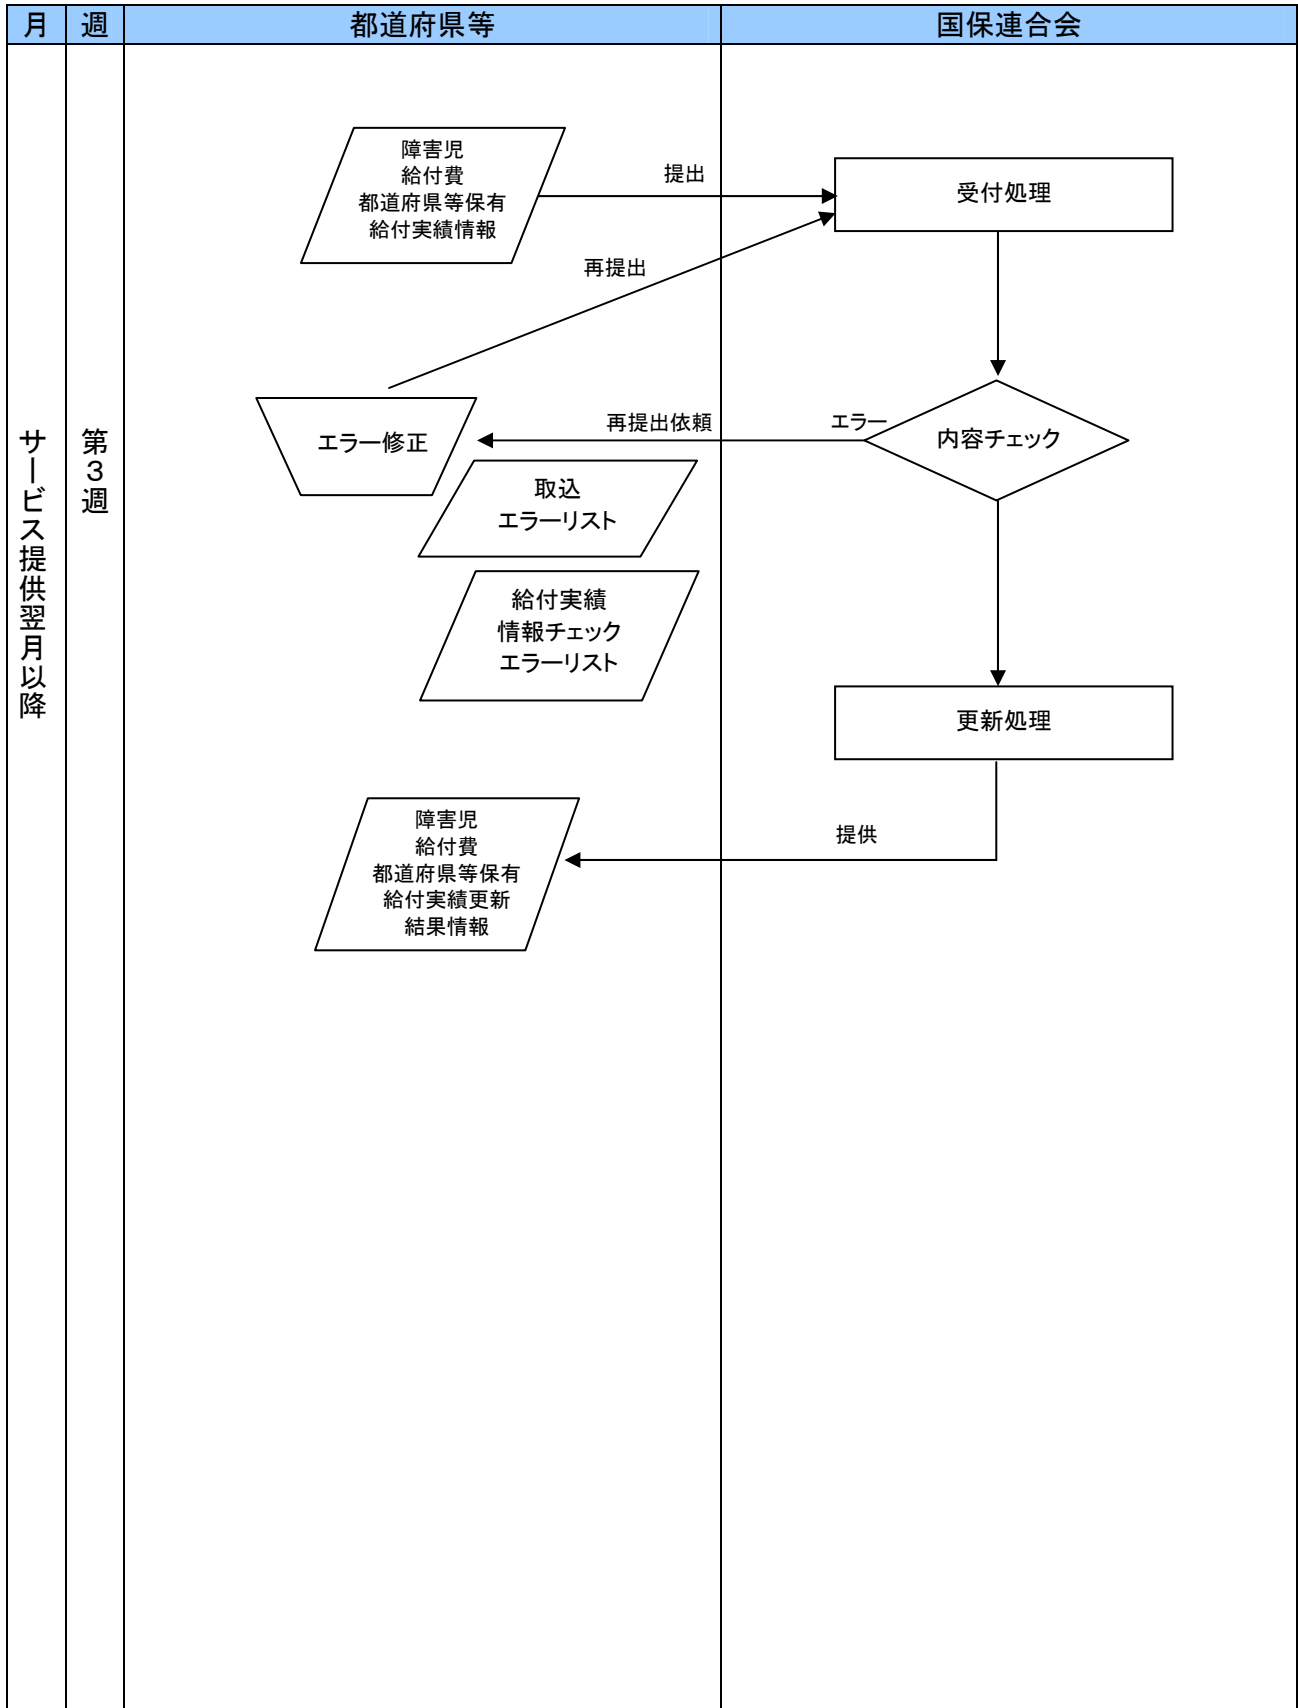 月
週
都道府県等
国保連合会
サービス提供翌月以降
第3週
障害児
給付費
都道府県等保有
給付実績情報
提出
受付処理
再提出
エラー修正
再提出依頼
エラー
内容チェック
取込
エラーリスト
給付実績
情報チェック
エラーリスト
更新処理
提供
障害児
給付費
都道府県等保有
給付実績更新
結果情報